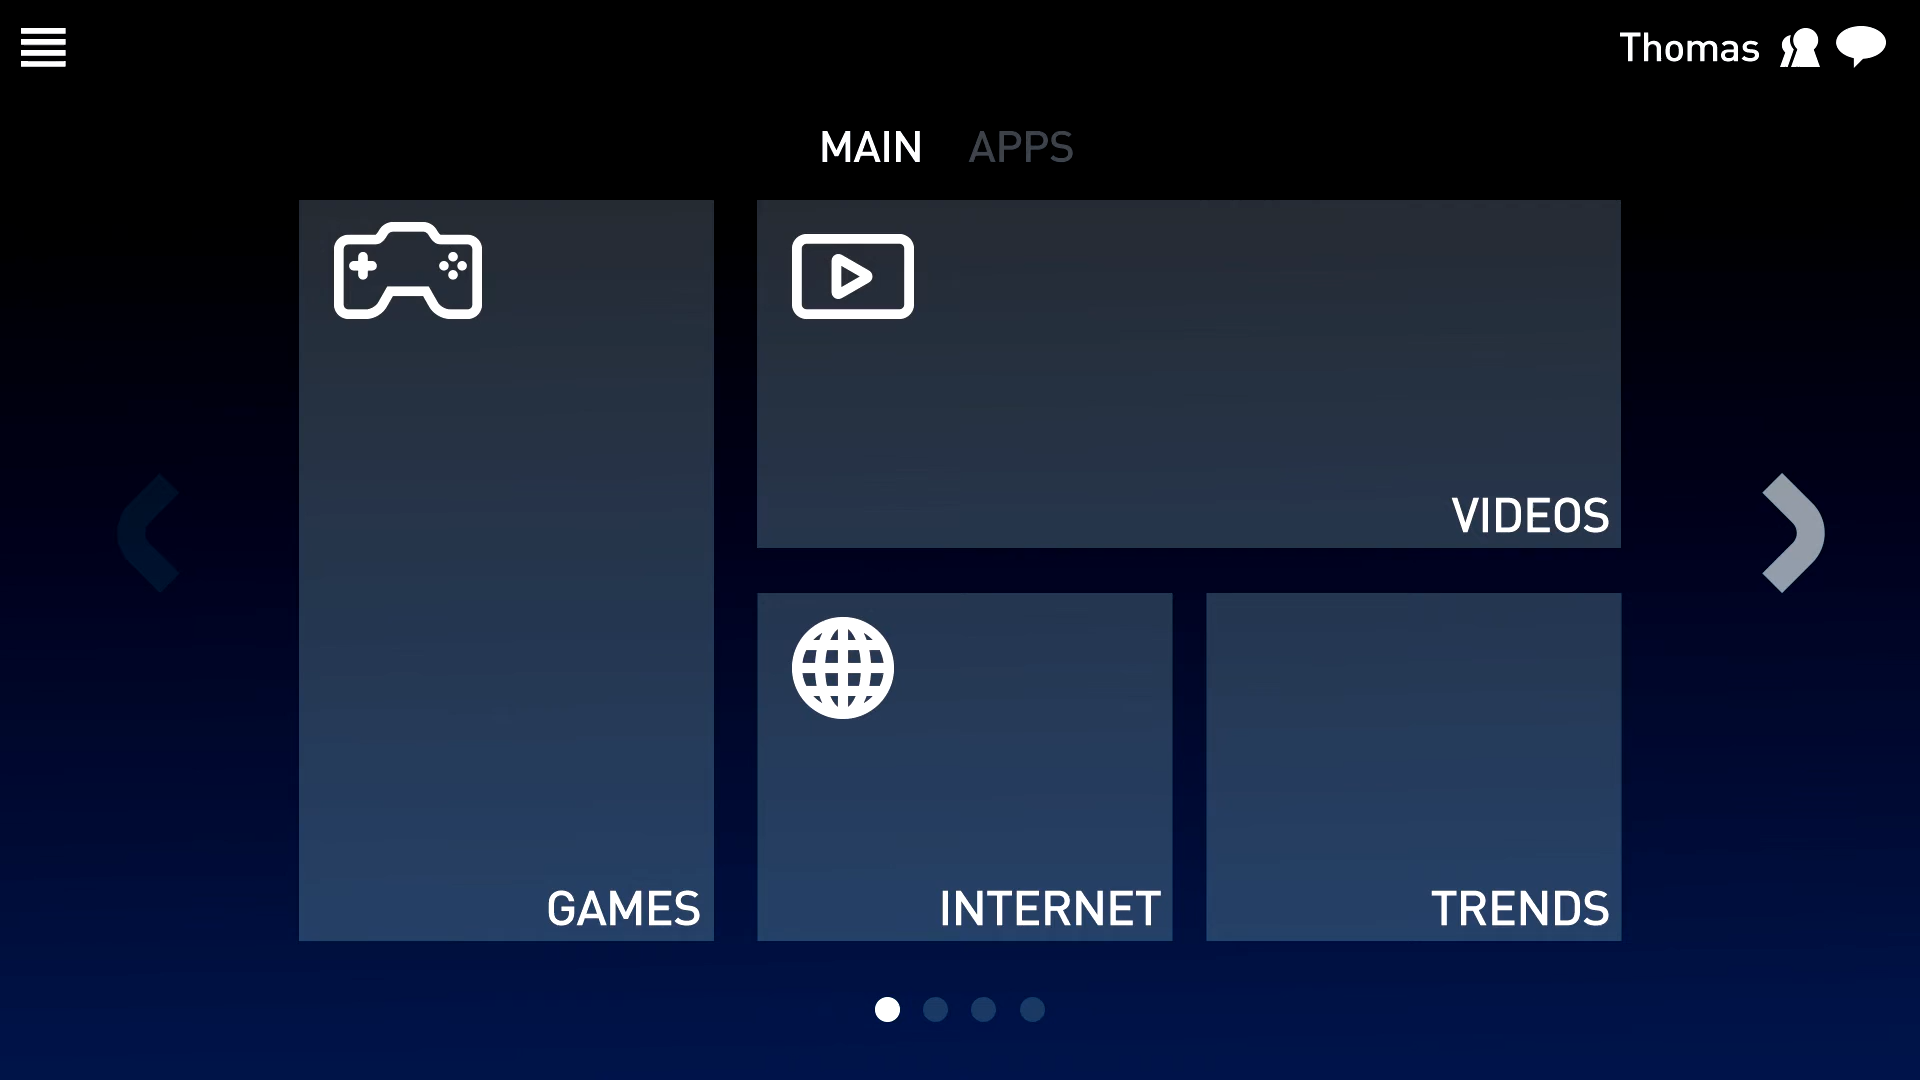 Thomas
MAIN APPS
VIDEOS
GAMES
INTERNET
TRENDS